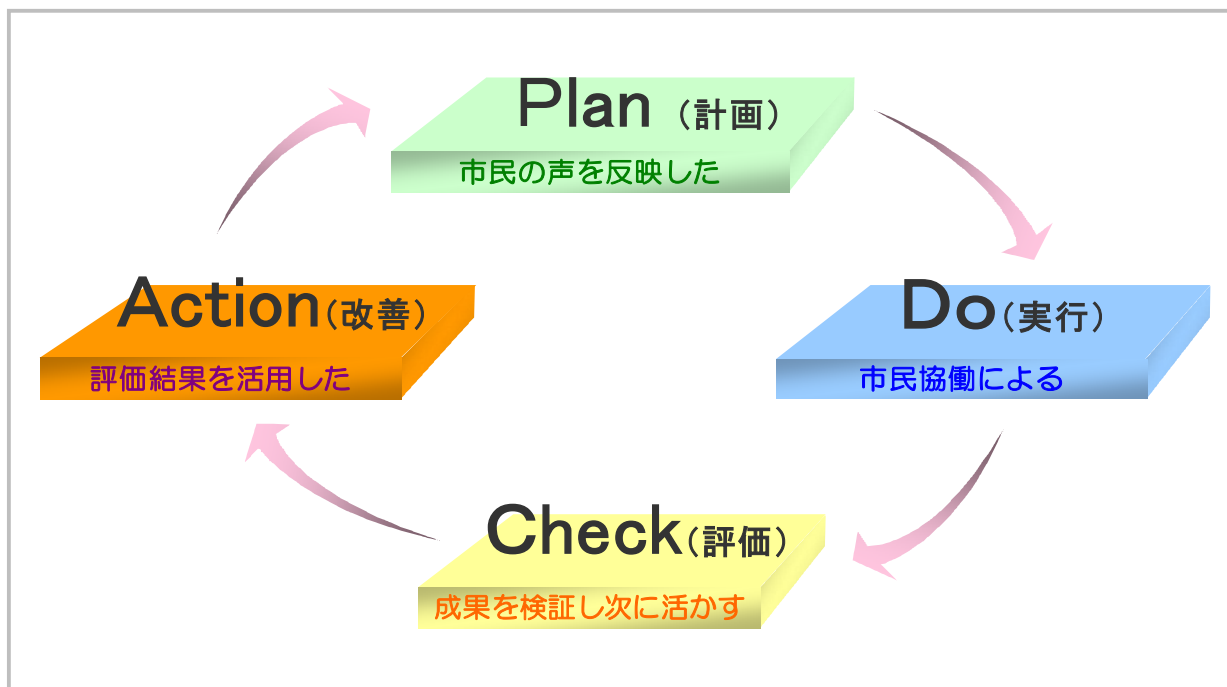 Plan（計画）
市民の声を反映した
Action（改善）
評価結果を活用した
Do（実行）
市民協働による
Check（評価）
成果を検証し次に活かす